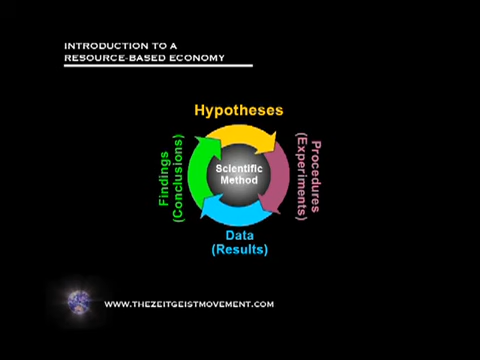 INTRODUCTION TO A
RESOURCE-BASED ECONOMY
Hypotheses
Procedures
(Experiments)
Scientific
Method
Findings
(Conclusions)
Data
(Results)
WWW.THEZEITGEISTMOVEMENT.COM